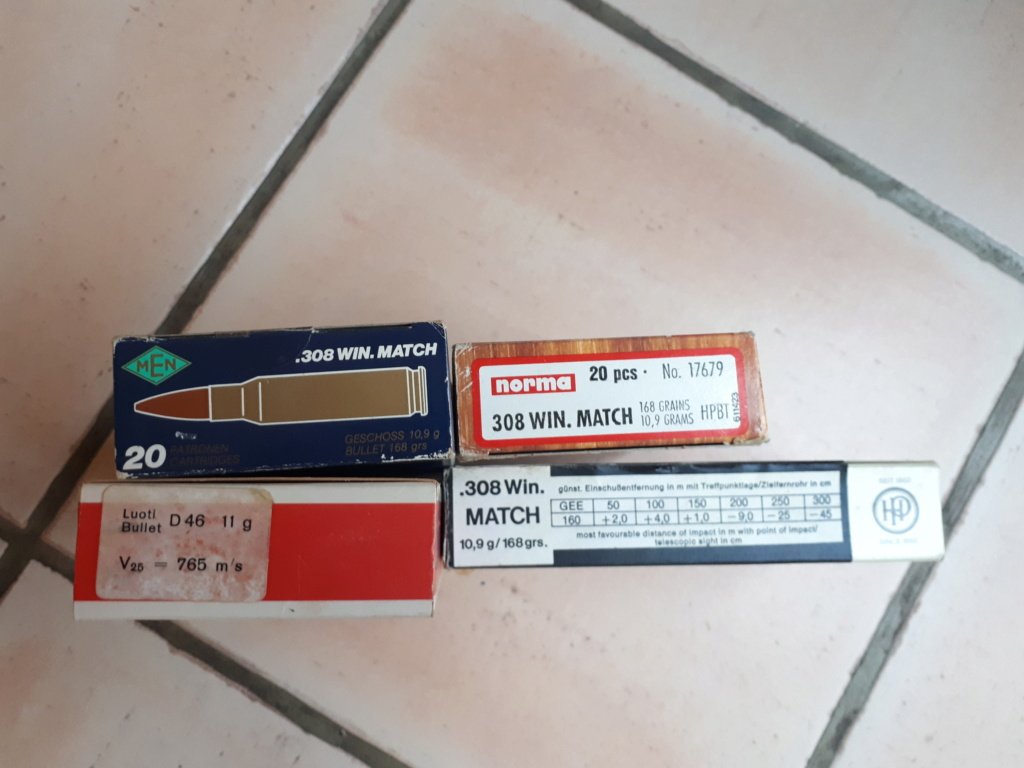 MEN
.308 WIN. MATCH
GESCHOSS 10,9 g
BULLET 168 grs
20
PATRONEN
CARTRIDGES
norma
20 pcs · No. 17679
308 WIN. MATCH
168 GRAINS
10,9 GRAMS
HPBT
611423
Luoti
Bullet
D 46 11 g
V25 = 765 m/s
.308 Win.
MATCH
10,9 g/168 grs.
günst. Einschußentfernung in m mit Treffpunktlage/Zielfernrohr in cm
GEE 50 100 150 200 250 300
160 +2,0 +4,0 +1,0 –9,0 –25 –45
most favourable distance of impact in m with point of impact/
telescopic sight in cm
HP